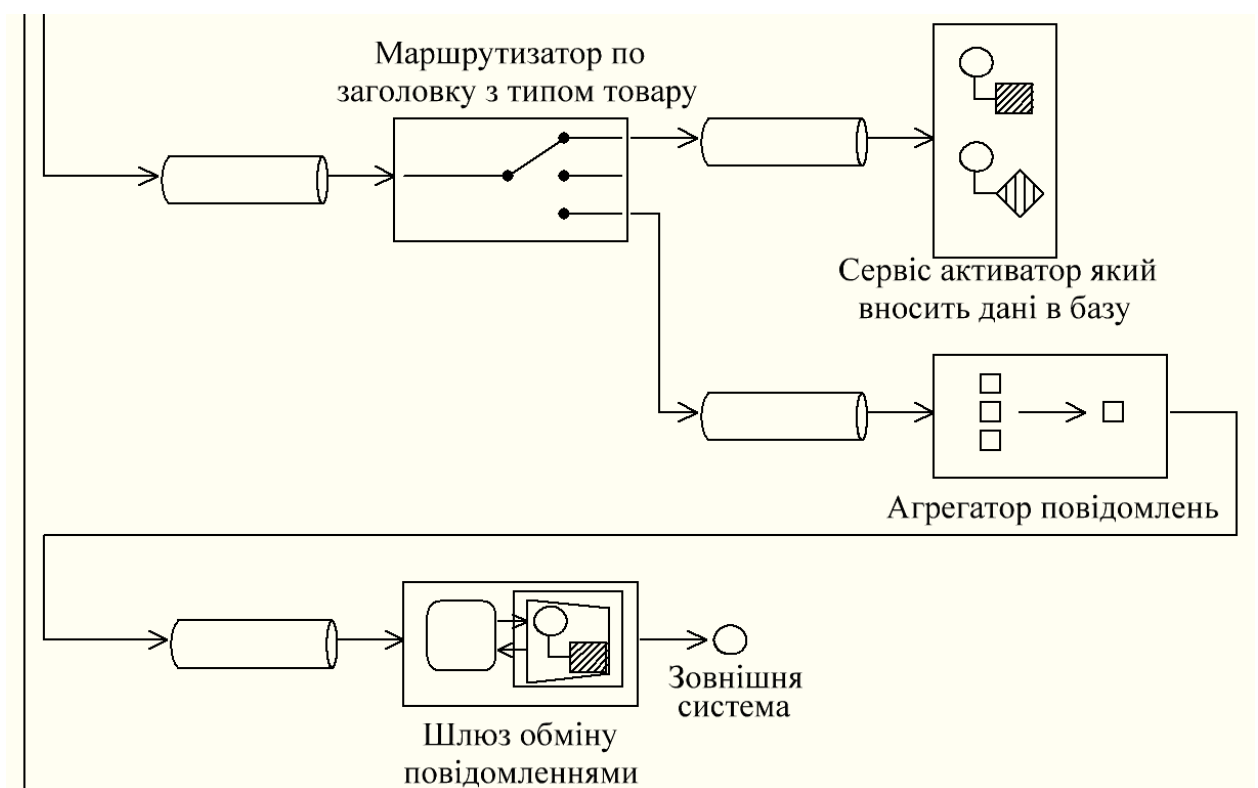 Маршрутизатор по
заголовку з типом товару
Сервіс активатор який
вносить дані в базу
Агрегатор повідомлень
Зовнішня
система
Шлюз обміну
повідомленнями